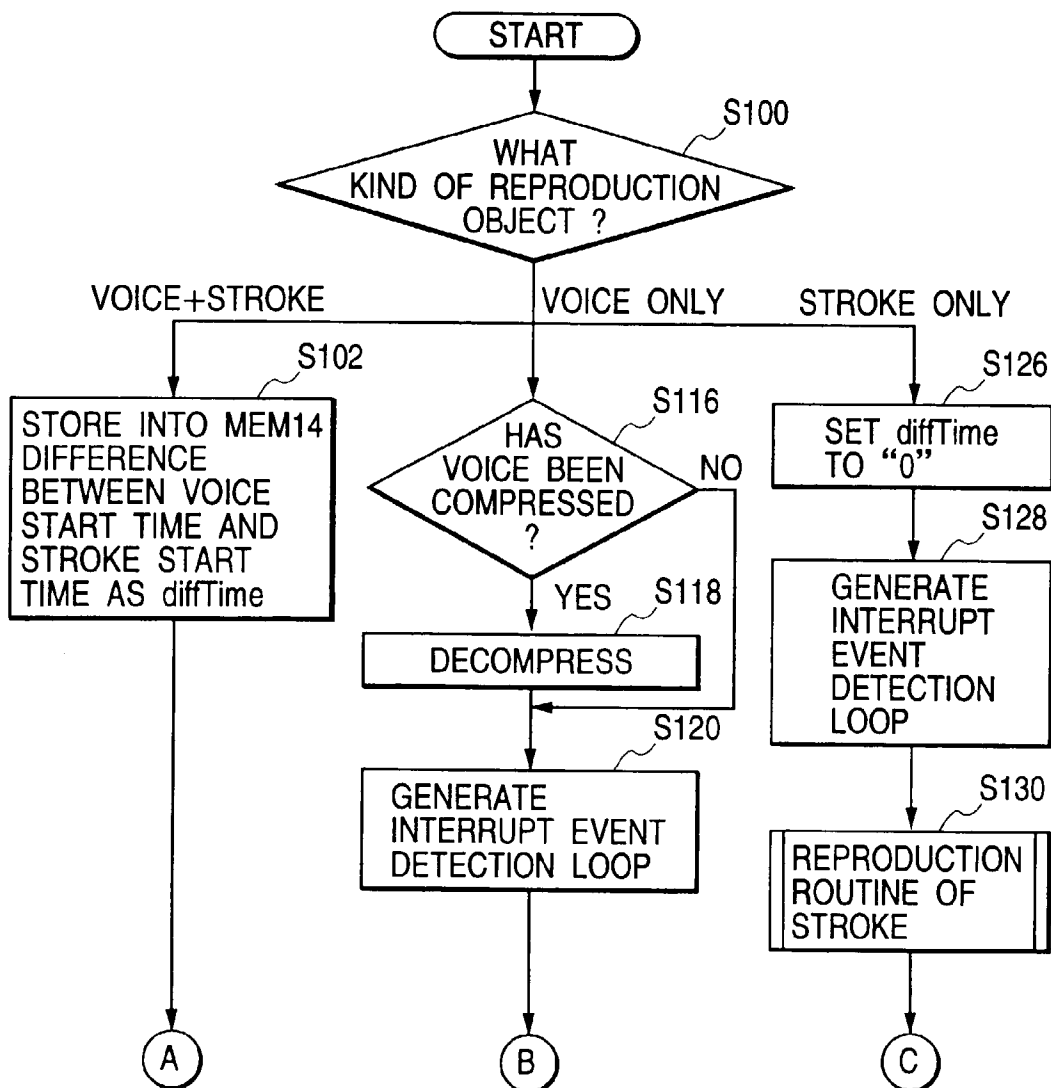 START
S100
WHAT
KIND OF REPRODUCTION
OBJECT ?
VOICE+STROKE
VOICE ONLY
STROKE ONLY
S102
STORE INTO MEM14
DIFFERENCE
BETWEEN VOICE
START TIME AND
STROKE START
TIME AS diffTime
S116
HAS
VOICE BEEN
COMPRESSED
?
NO
YES
S118
DECOMPRESS
S120
GENERATE
INTERRUPT EVENT
DETECTION LOOP
S126
SET diffTime
TO “0”
S128
GENERATE
INTERRUPT
EVENT
DETECTION
LOOP
S130
REPRODUCTION
ROUTINE OF
STROKE
A
B
C